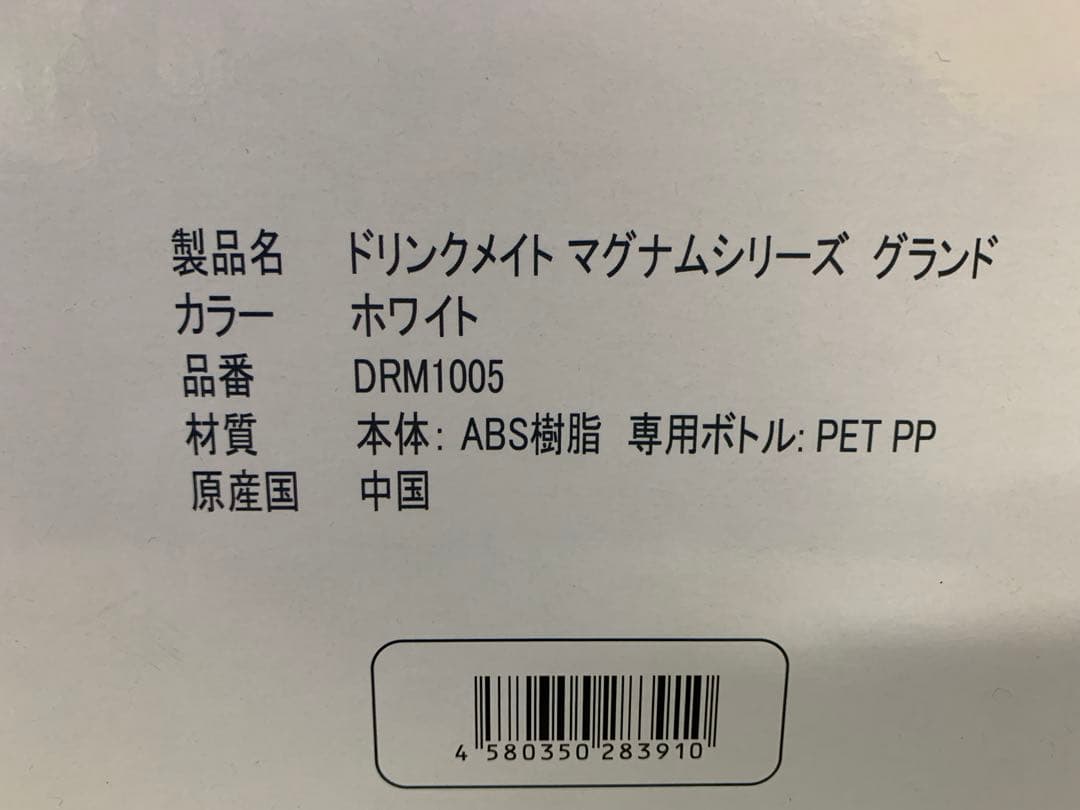 製品名 ドリンクメイト マグナムシリーズ グランド
カラー ホワイト
品番 DRM1005
材質 本体: ABS樹脂 専用ボトル: PET PP
原産国 中国
4 580350 283910